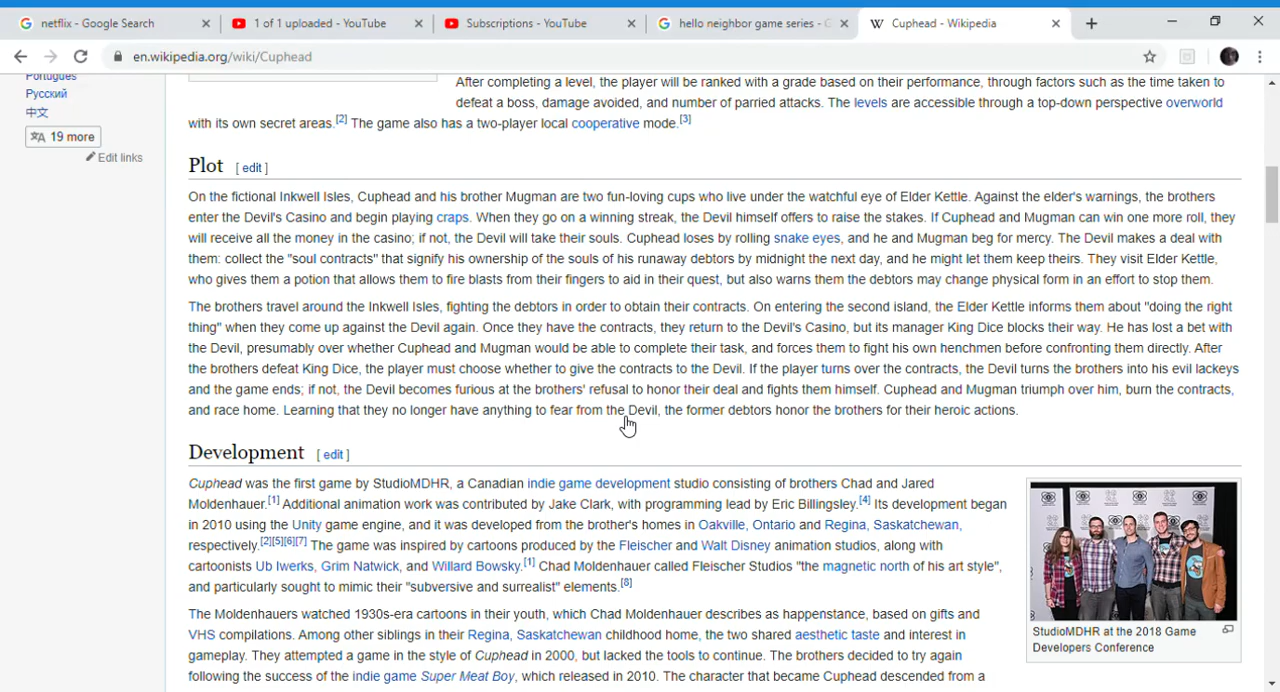 netflix - Google Search
1 of 1 uploaded - YouTube
Subscriptions - YouTube
hello neighbor game series - G
Cuphead - Wikipedia
en.wikipedia.org/wiki/Cuphead
Português
Русский
中文
19 more
Edit links
After completing a level, the player will be ranked with a grade based on their performance, through factors such as the time taken to
defeat a boss, damage avoided, and number of parried attacks. The levels are accessible through a top-down perspective overworld
with its own secret areas.[2] The game also has a two-player local cooperative mode.[3]
Plot [ edit ]
On the fictional Inkwell Isles, Cuphead and his brother Mugman are two fun-loving cups who live under the watchful eye of Elder Kettle. Against the elder's warnings, the brothers
enter the Devil's Casino and begin playing craps. When they go on a winning streak, the Devil himself offers to raise the stakes. If Cuphead and Mugman can win one more roll, they
will receive all the money in the casino; if not, the Devil will take their souls. Cuphead loses by rolling snake eyes, and he and Mugman beg for mercy. The Devil makes a deal with
them: collect the "soul contracts" that signify his ownership of the souls of his runaway debtors by midnight the next day, and he might let them keep theirs. They visit Elder Kettle,
who gives them a potion that allows them to fire blasts from their fingers to aid in their quest, but also warns them the debtors may change physical form in an effort to stop them.
The brothers travel around the Inkwell Isles, fighting the debtors in order to obtain their contracts. On entering the second island, the Elder Kettle informs them about "doing the right
thing" when they come up against the Devil again. Once they have the contracts, they return to the Devil's Casino, but its manager King Dice blocks their way. He has lost a bet with
the Devil, presumably over whether Cuphead and Mugman would be able to complete their task, and forces them to fight his own henchmen before confronting them directly. After
the brothers defeat King Dice, the player must choose whether to give the contracts to the Devil. If the player turns over the contracts, the Devil turns the brothers into his evil lackeys
and the game ends; if not, the Devil becomes furious at the brothers' refusal to honor their deal and fights them himself. Cuphead and Mugman triumph over him, burn the contracts,
and race home. Learning that they no longer have anything to fear from the Devil, the former debtors honor the brothers for their heroic actions.
Development [ edit ]
Cuphead was the first game by StudioMDHR, a Canadian indie game development studio consisting of brothers Chad and Jared
Moldenhauer.[1] Additional animation work was contributed by Jake Clark, with programming lead by Eric Billingsley.[4] Its development began
in 2010 using the Unity game engine, and it was developed from the brother's homes in Oakville, Ontario and Regina, Saskatchewan,
respectively.[2][5][6][7] The game was inspired by cartoons produced by the Fleischer and Walt Disney animation studios, along with
cartoonists Ub Iwerks, Grim Natwick, and Willard Bowsky.[1] Chad Moldenhauer called Fleischer Studios "the magnetic north of his art style",
and particularly sought to mimic their "subversive and surrealist" elements.[8]
The Moldenhauers watched 1930s-era cartoons in their youth, which Chad Moldenhauer describes as happenstance, based on gifts and
VHS compilations. Among other siblings in their Regina, Saskatchewan childhood home, the two shared aesthetic taste and interest in
gameplay. They attempted a game in the style of Cuphead in 2000, but lacked the tools to continue. The brothers decided to try again
following the success of the indie game Super Meat Boy, which released in 2010. The character that became Cuphead descended from a
StudioMDHR at the 2018 Game
Developers Conference